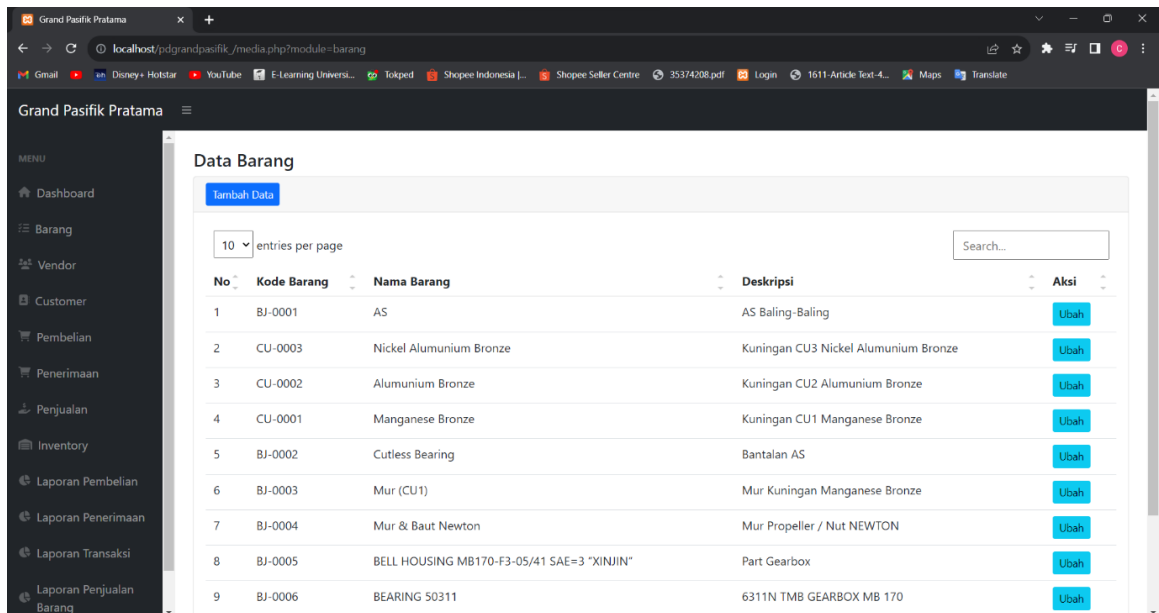 Grand Pasifik Pratama
localhost/pdgrandpasifik_/media.php?module=barang
Gmail Disney+ Hotstar YouTube E-Learning Universi... Tokped Shopee Indonesia |... Shopee Seller Centre 35374208.pdf Login 1611-Article Text-4... Maps Translate
Grand Pasifik Pratama
MENU
Dashboard
Barang
Vendor
Customer
Pembelian
Penerimaan
Penjualan
Inventory
Laporan Pembelian
Laporan Penerimaan
Laporan Transaksi
Laporan Penjualan
Barang
Data Barang
Tambah Data
10 entries per page Search...
No Kode Barang Nama Barang Deskripsi Aksi
1 BJ-0001 AS AS Baling-Baling Ubah
2 CU-0003 Nickel Alumunium Bronze Kuningan CU3 Nickel Alumunium Bronze Ubah
3 CU-0002 Alumunium Bronze Kuningan CU2 Alumunium Bronze Ubah
4 CU-0001 Manganese Bronze Kuningan CU1 Manganese Bronze Ubah
5 BJ-0002 Cutless Bearing Bantalan AS Ubah
6 BJ-0003 Mur (CU1) Mur Kuningan Manganese Bronze Ubah
7 BJ-0004 Mur & Baut Newton Mur Propeller / Nut NEWTON Ubah
8 BJ-0005 BELL HOUSING MB170-F3-05/41 SAE=3 "XINJIN" Part Gearbox Ubah
9 BJ-0006 BEARING 50311 6311N TMB GEARBOX MB 170 Ubah